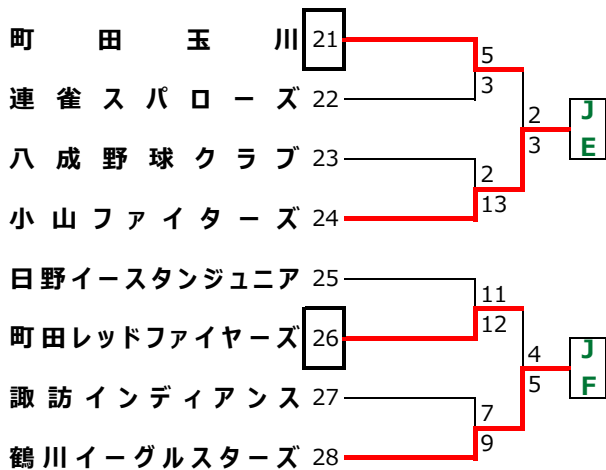 町田玉川 21
5
3
連雀スパローズ 22
2
3
J
E
八成野球クラブ 23
2
13
小山ファイターズ 24
日野イースタンジュニア 25
11
12
町田レッドファイヤーズ 26
4
5
J
F
諏訪インディアンス 27
7
9
鶴川イーグルスターズ 28